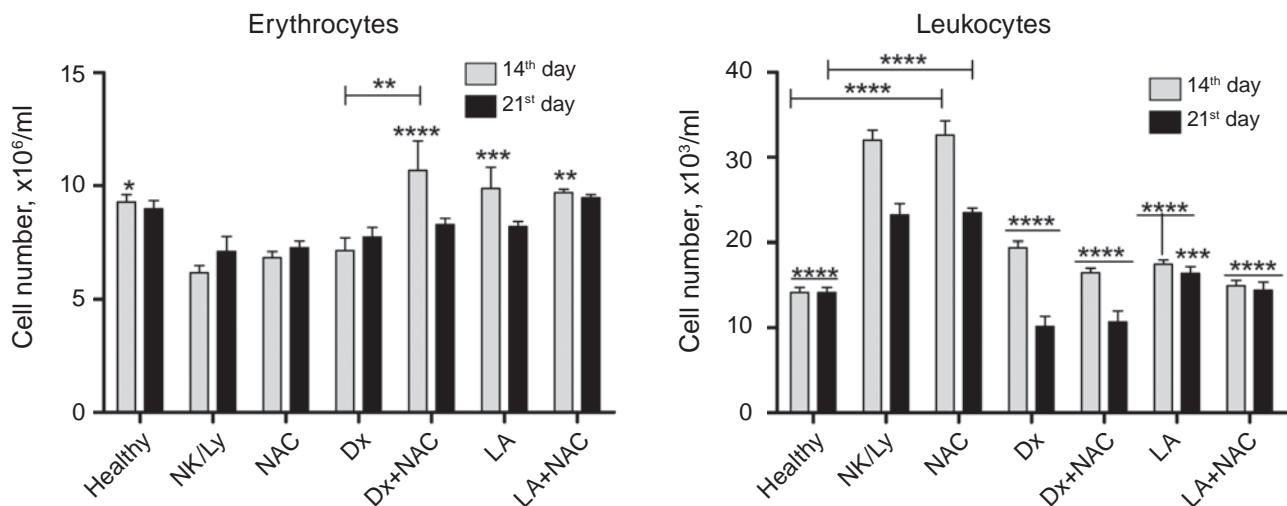 Erythrocytes
Cell number, x10⁶/ml
15
10
5
0
14th day
21st day
**
*
****
***
**
Healthy
NK/Ly
NAC
Dx
Dx+NAC
LA
LA+NAC
Leukocytes
Cell number, x10³/ml
40
30
20
10
0
14th day
21st day
****
****
****
****
****
****
***
****
Healthy
NK/Ly
NAC
Dx
Dx+NAC
LA
LA+NAC